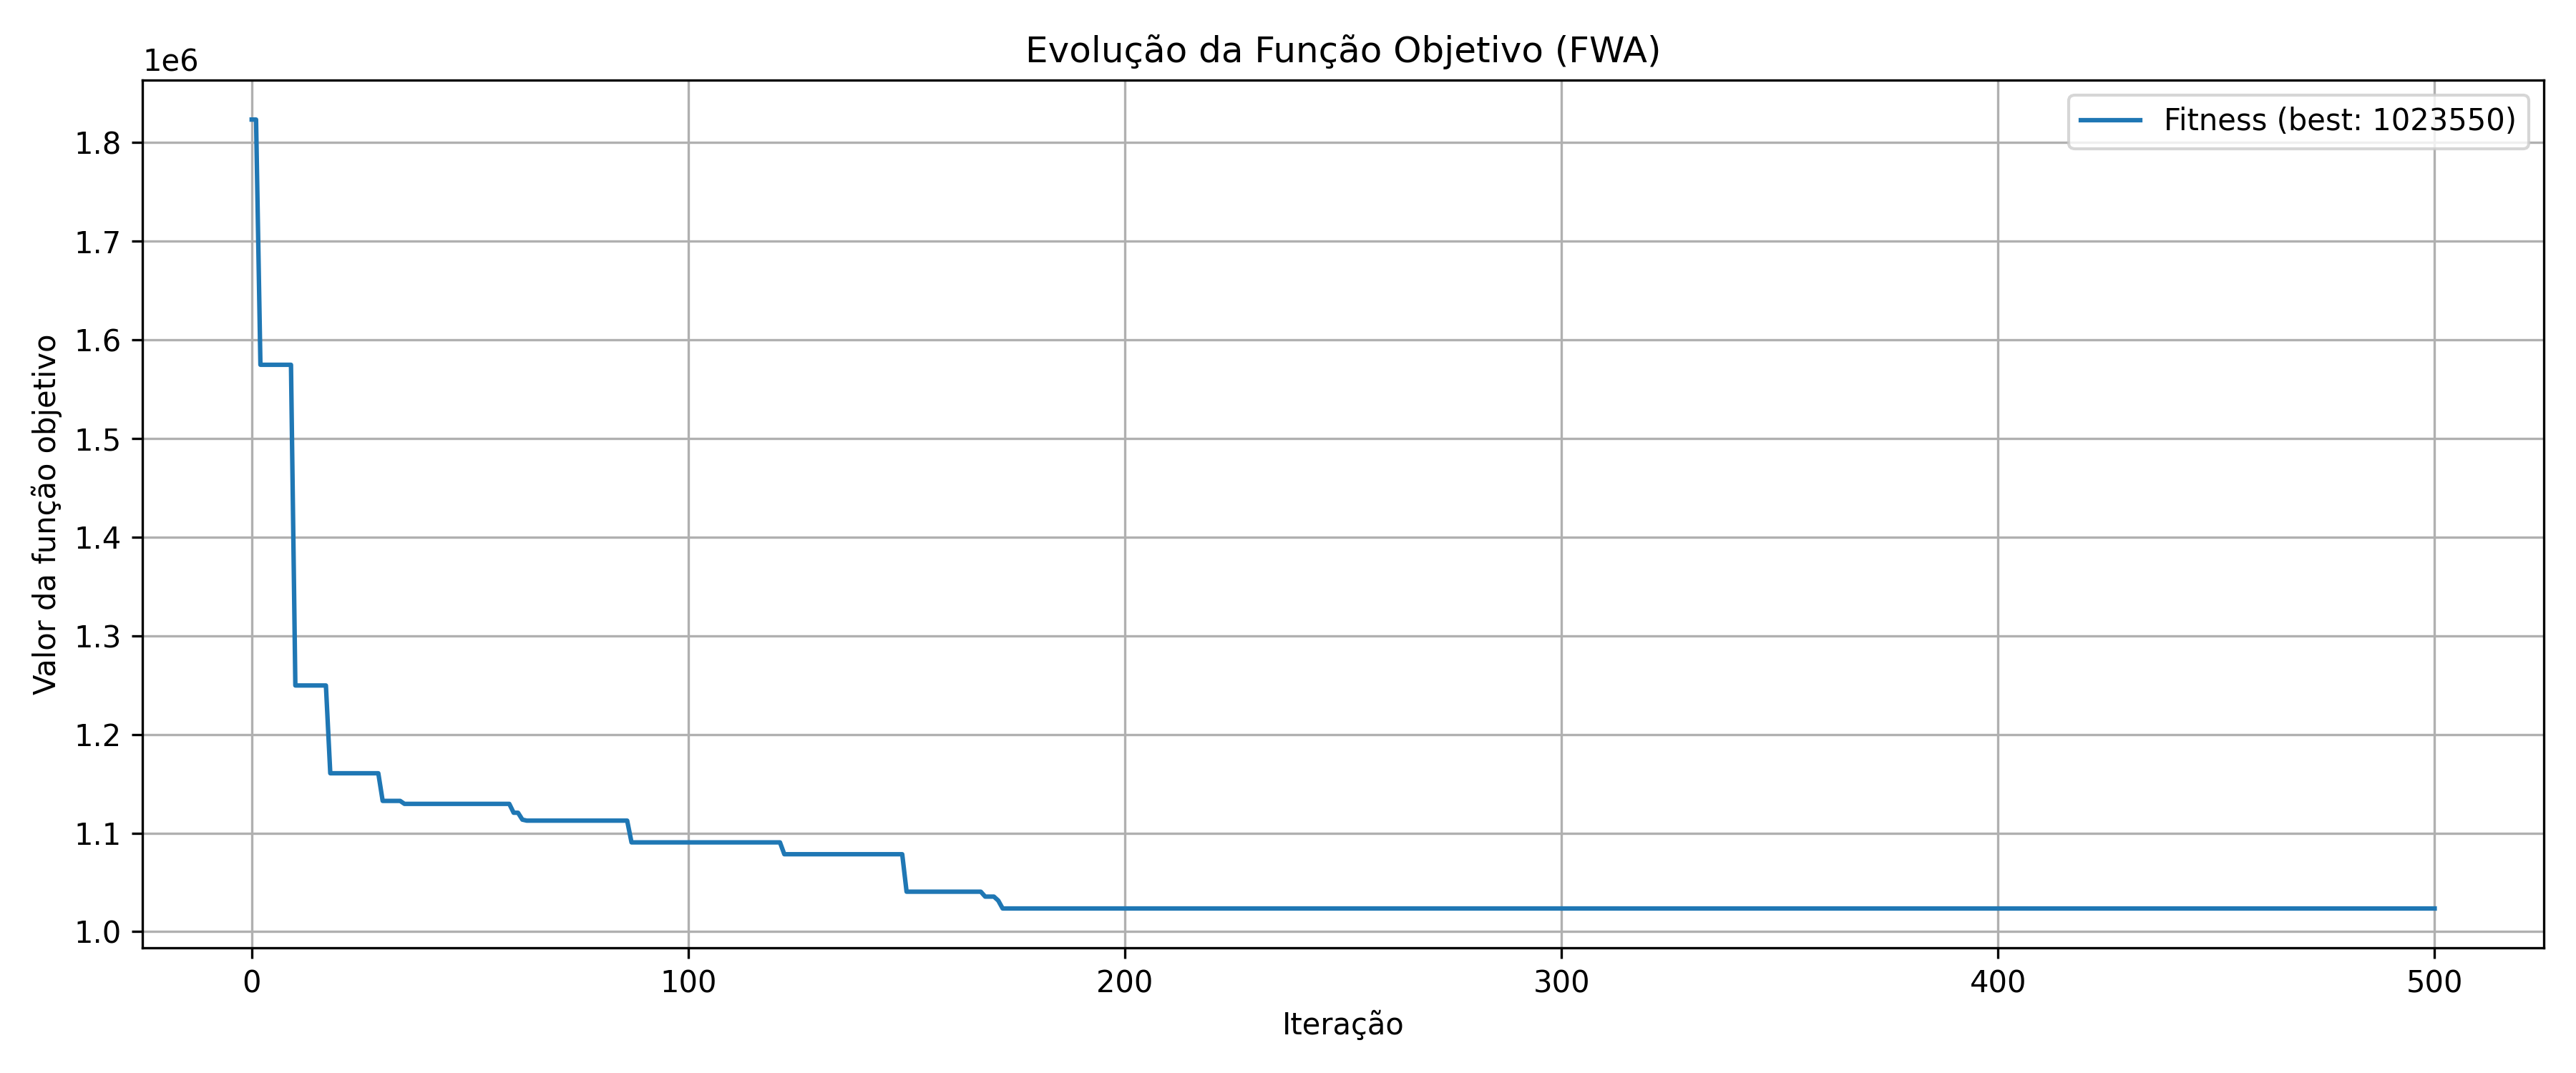 Evolução da Função Objetivo (FWA)
1e6
Fitness (best: 1023550)
1.8
1.7
1.6
1.5
1.4
1.3
1.2
1.1
1.0
Valor da função objetivo
0 100 200 300 400 500
Iteração